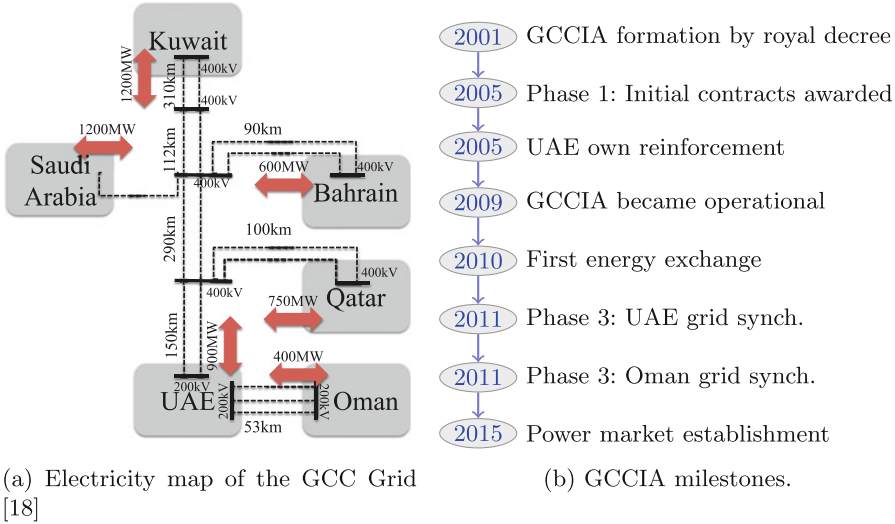 Kuwait
400kV
1200MW
310km
400kV
1200MW
112km
90km
Saudi
Arabia
400kV
600MW
400kV
Bahrain
290km
100km
400kV
400kV
Qatar
750MW
150km
900MW
400MW
200kV
UAE
200kV
200kV
Oman
53km
(a) Electricity map of the GCC Grid
[18]
2001 GCCIA formation by royal decree
2005 Phase 1: Initial contracts awarded
2005 UAE own reinforcement
2009 GCCIA became operational
2010 First energy exchange
2011 Phase 3: UAE grid synch.
2011 Phase 3: Oman grid synch.
2015 Power market establishment
(b) GCCIA milestones.